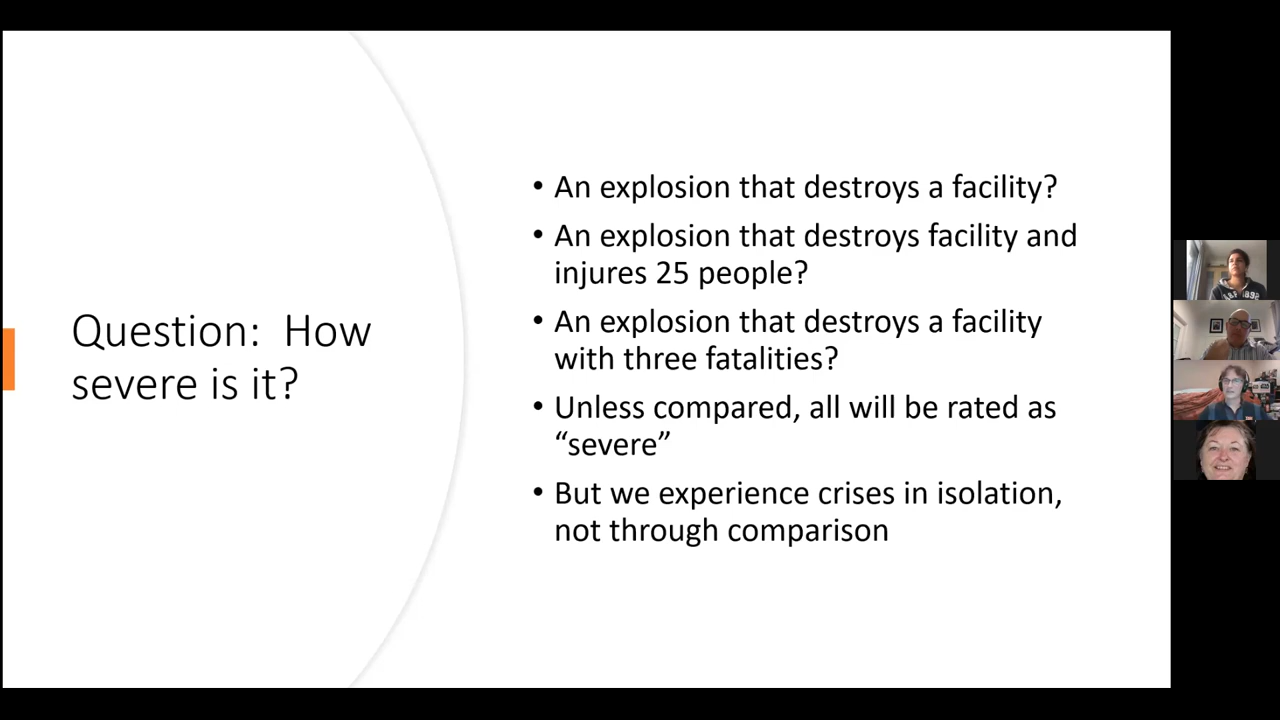 Question:  How
severe is it?
• An explosion that destroys a facility?
• An explosion that destroys facility and
injures 25 people?
• An explosion that destroys a facility
with three fatalities?
• Unless compared, all will be rated as
“severe”
• But we experience crises in isolation,
not through comparison